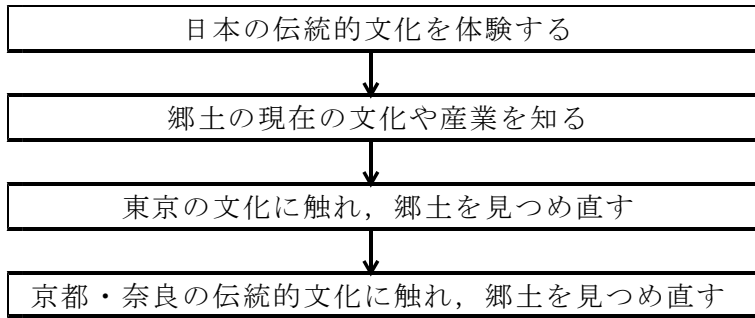 日本の伝統的文化を体験する
郷土の現在の文化や産業を知る
東京の文化に触れ，郷土を見つめ直す
京都・奈良の伝統的文化に触れ，郷土を見つめ直す